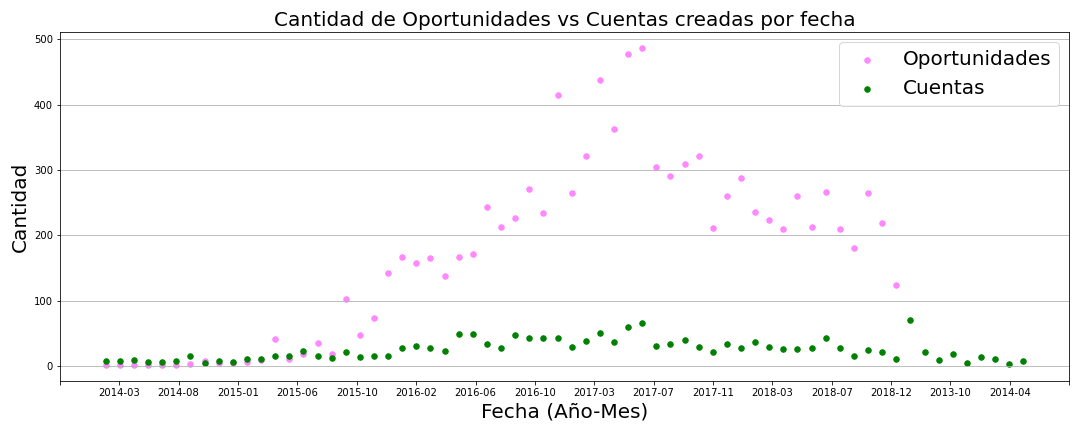 Cantidad de Oportunidades vs Cuentas creadas por fecha
Oportunidades
Cuentas
Cantidad
500
400
300
200
100
0
2014-03 2014-08 2015-01 2015-06 2015-10 2016-02 2016-06 2016-10 2017-03 2017-07 2017-11 2018-03 2018-07 2018-12 2013-10 2014-04
Fecha (Año-Mes)